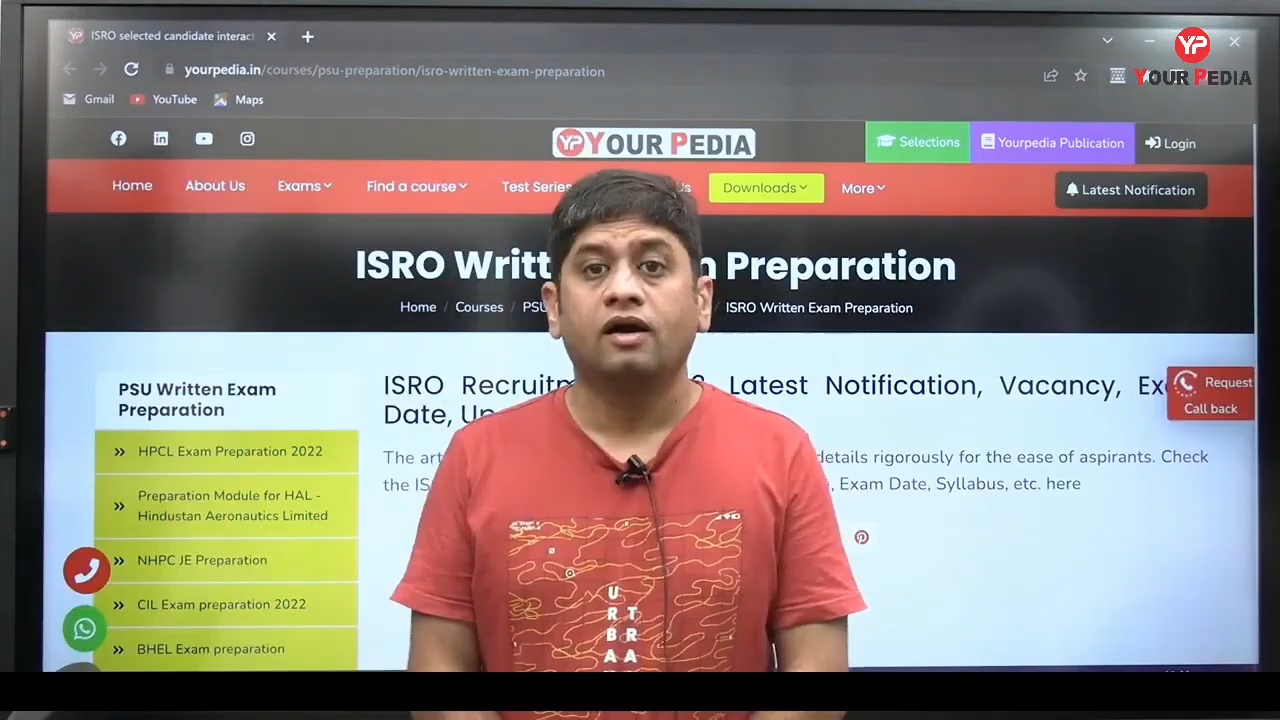 ISRO selected candidate interact
yourpedia.in/courses/psu-preparation/isro-written-exam-preparation
YP
YOUR PEDIA
Gmail YouTube Maps
YP YOUR PEDIA
Selections
Yourpedia Publication
Login
Home About Us Exams Find a course Test Series Us Downloads More
Latest Notification
ISRO Writt Preparation
Home / Courses / PSU / ISRO Written Exam Preparation
PSU Written Exam
Preparation
HPCL Exam Preparation 2022
Preparation Module for HAL -
Hindustan Aeronautics Limited
NHPC JE Preparation
CIL Exam preparation 2022
BHEL Exam preparation
ISRO Recruitm Latest Notification, Vacancy, Ex
Date, Up
The art details rigorously for the ease of aspirants. Check
the IS , Exam Date, Syllabus, etc. here
Request
Call back
URBA
TRA